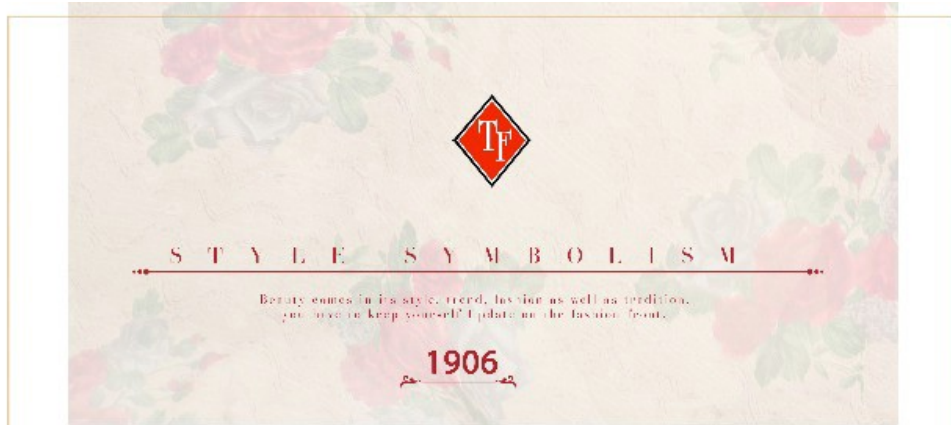 TF
STYLE SYMBOLISM
Beauty comes in its style, trend, fashion as well as tradition,
you have to keep yourself Update on the fashion front.
1906